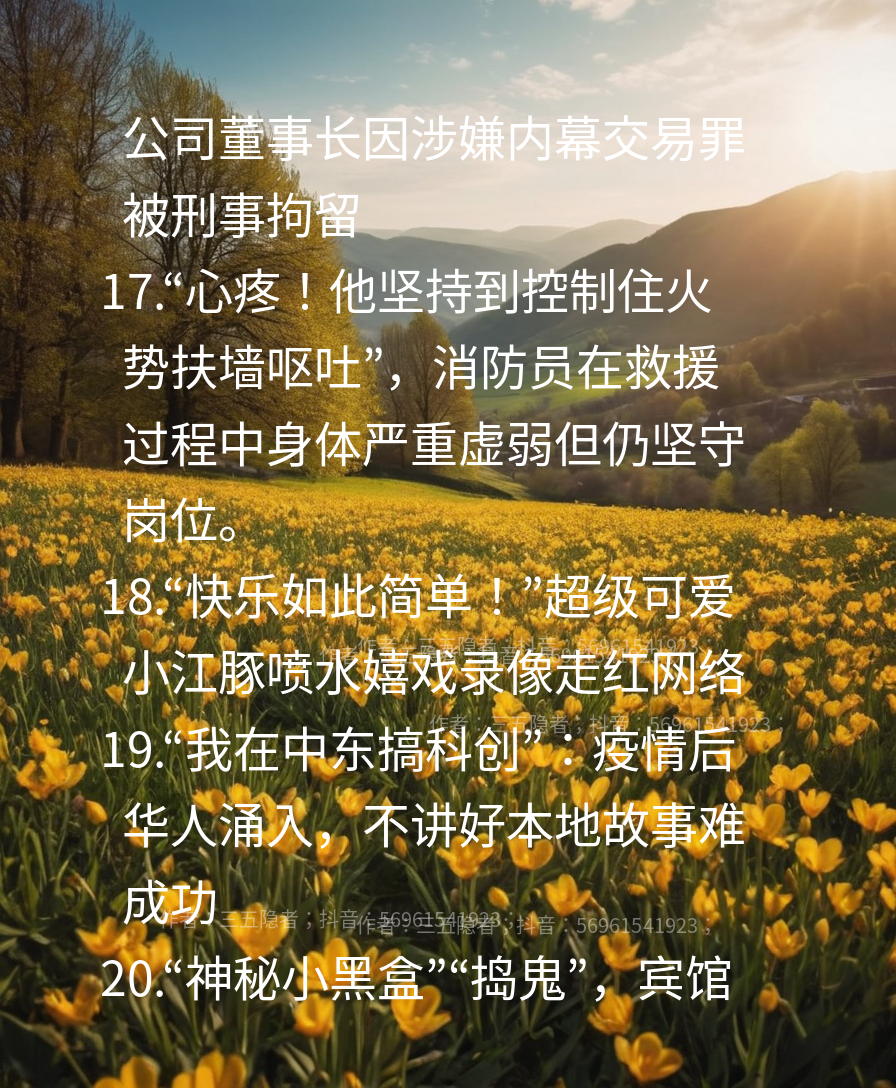 公司董事长因涉嫌内幕交易罪
被刑事拘留
17.“心疼！他坚持到控制住火
势扶墙呕吐”，消防员在救援
过程中身体严重虚弱但仍坚守
岗位。
18.“快乐如此简单！”超级可爱
作者：三五隐者；抖音：56961541923；
小江豚喷水嬉戏录像走红网络
作者：三五隐者；抖音：56961541923；
19.“我在中东搞科创”：疫情后
华人涌入，不讲好本地故事难
成功
作者：三五隐者；抖音：56961541923；
作者：三五隐者；抖音：56961541923；
20.“神秘小黑盒”“捣鬼”，宾馆